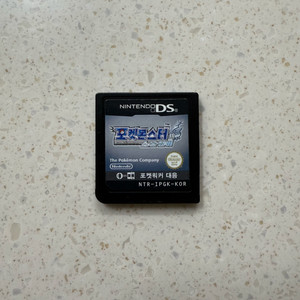 NINTENDO DS
포켓몬스터
The Pokémon Company
Nintendo
포켓워커 대응
NTR-IPGK-KOR